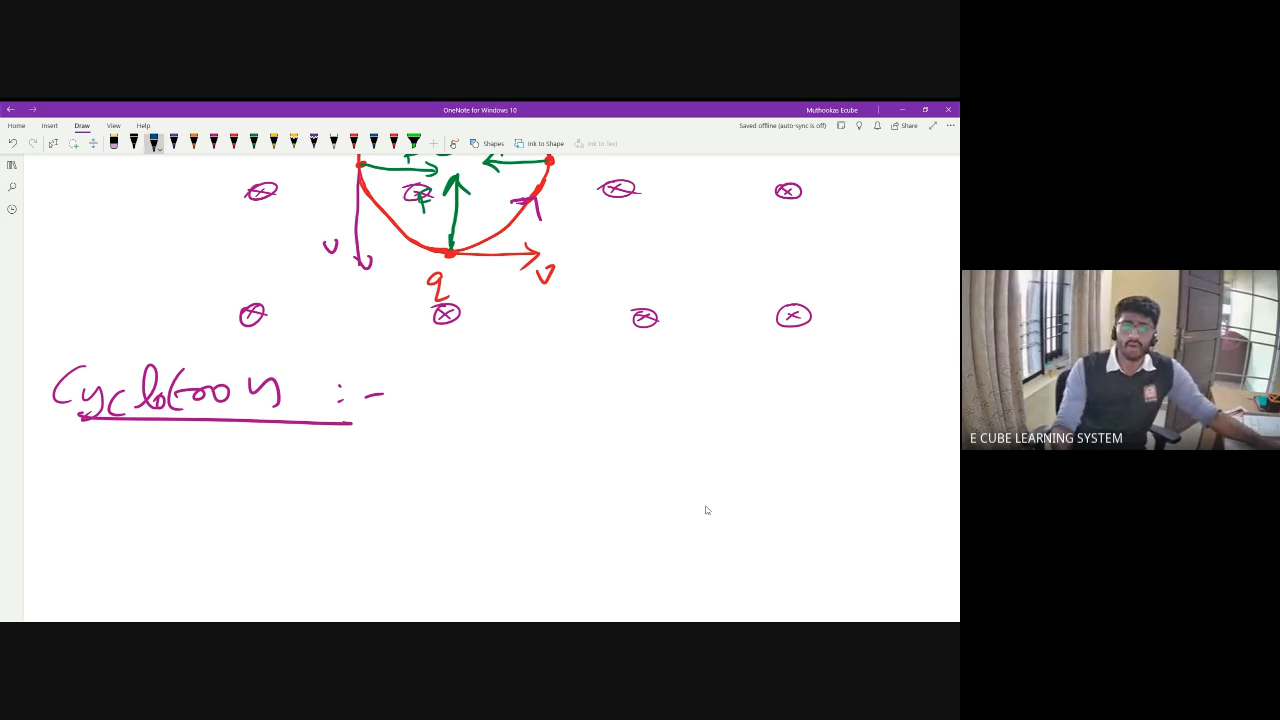 OneNote for Windows 10
Muthookas Ecube
Home Insert Draw View Help
Saved offline (auto-sync is off)
Share
Shapes
Ink to Shape
Ink to Text
F
v
v
q
Cyclotron :-
E CUBE LEARNING SYSTEM